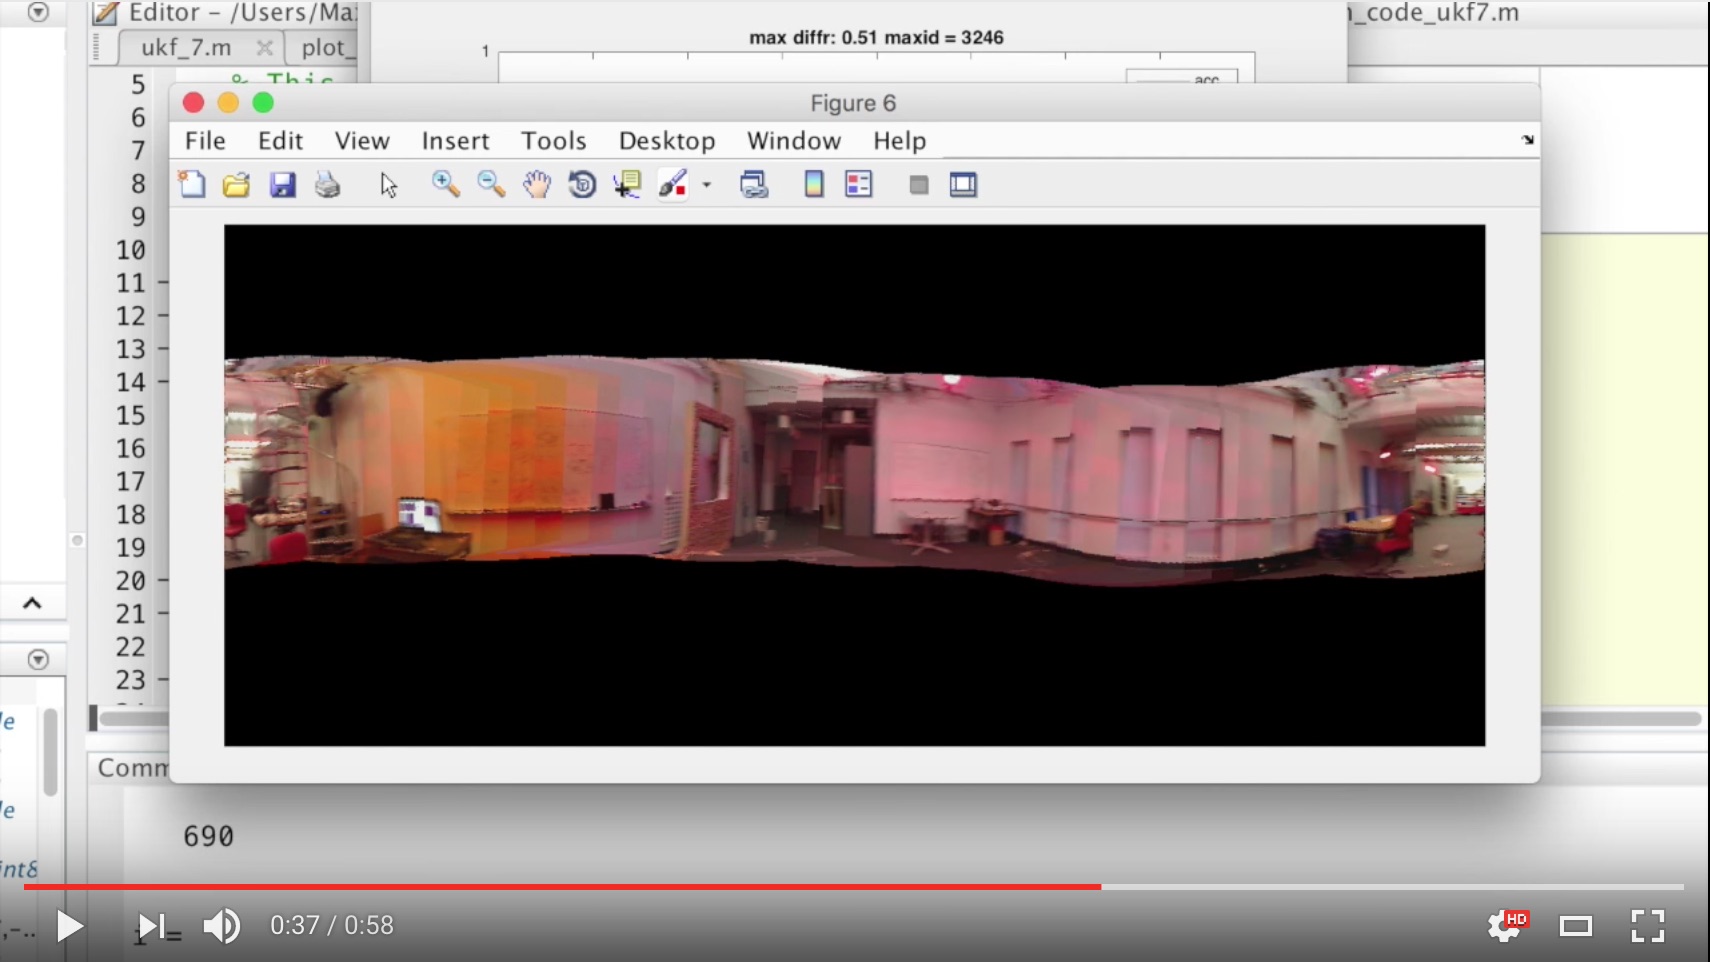 Editor - /Users/Ma
n_code_ukf7.m
ukf_7.m
plot_
max diffr: 0.51 maxid = 3246
1
acc
5 % This
6
7
8
9
10
11
12
13
14
15
16
17
18
19
20
21
22
23
Figure 6
File Edit View Insert Tools Desktop Window Help
le
le
int8
Comm
690
i =
0:37 / 0:58
HD